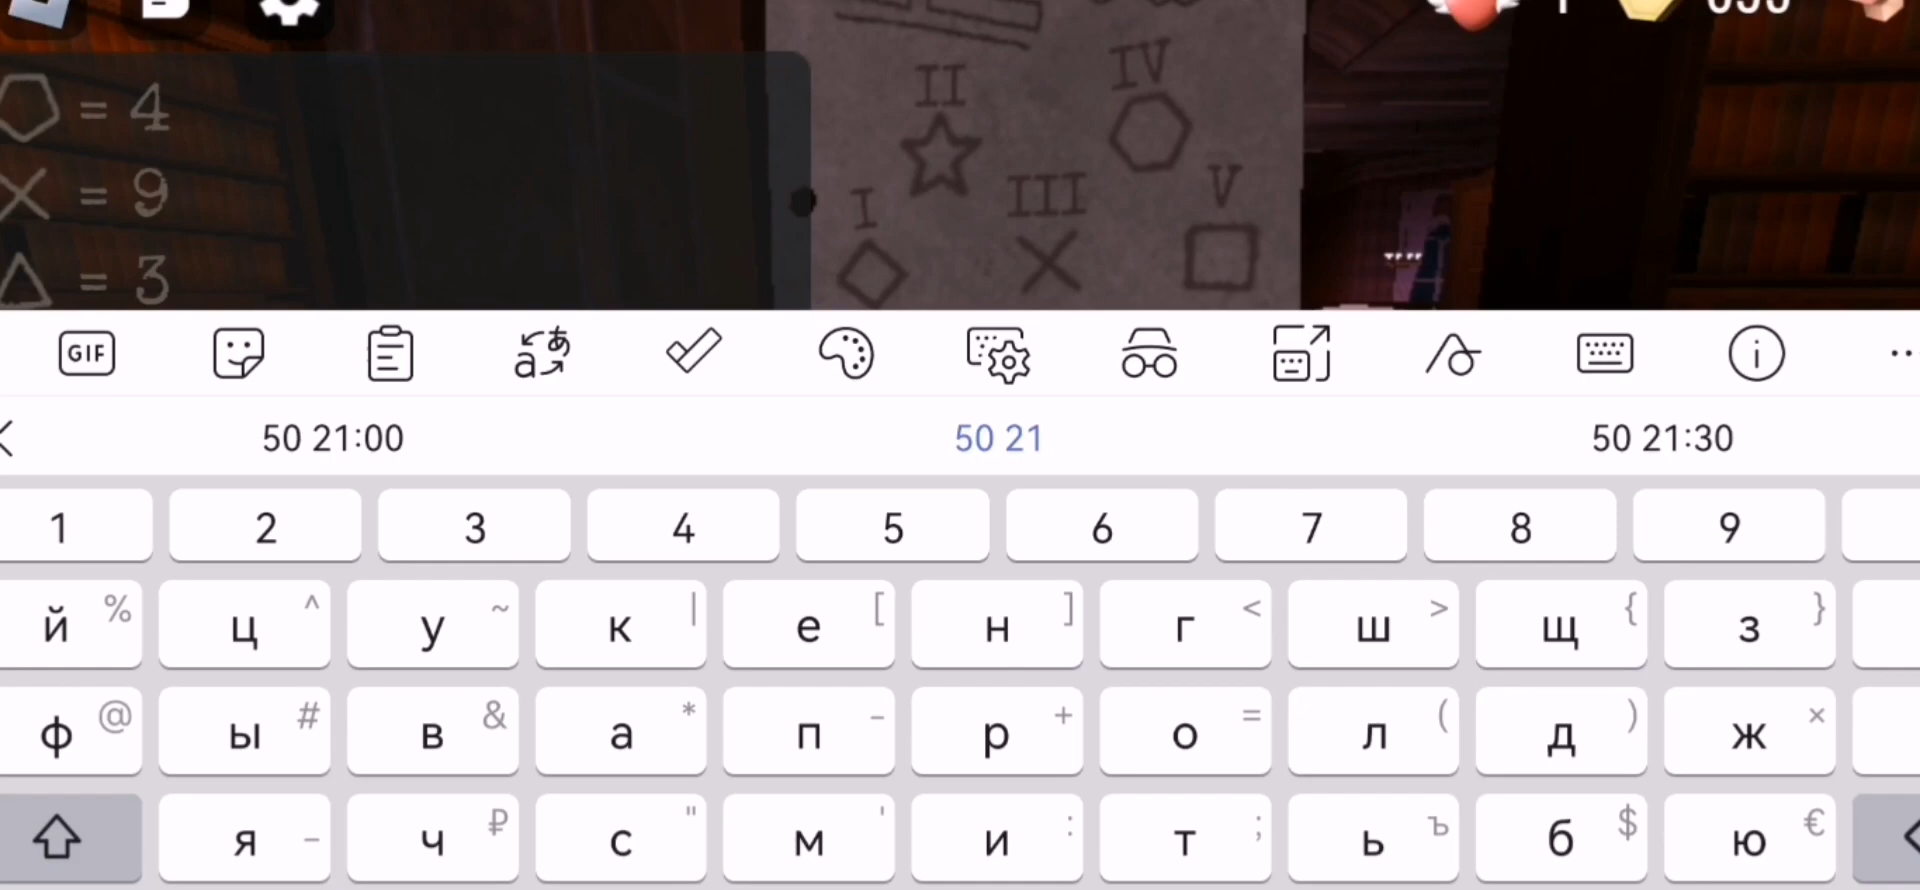 II IV
= 4
I III V
= 9
= 3
GIF
50 21:00 50 21 50 21:30
1 2 3 4 5 6 7 8 9
й % ц ^ у ~ к | е [ н ] г < ш > щ { з }
ф @ ы # в & а * п - р + о = л ( д ) ж ×
я _ ч ₽ с " м ' и : т ; ь ъ б $ ю €